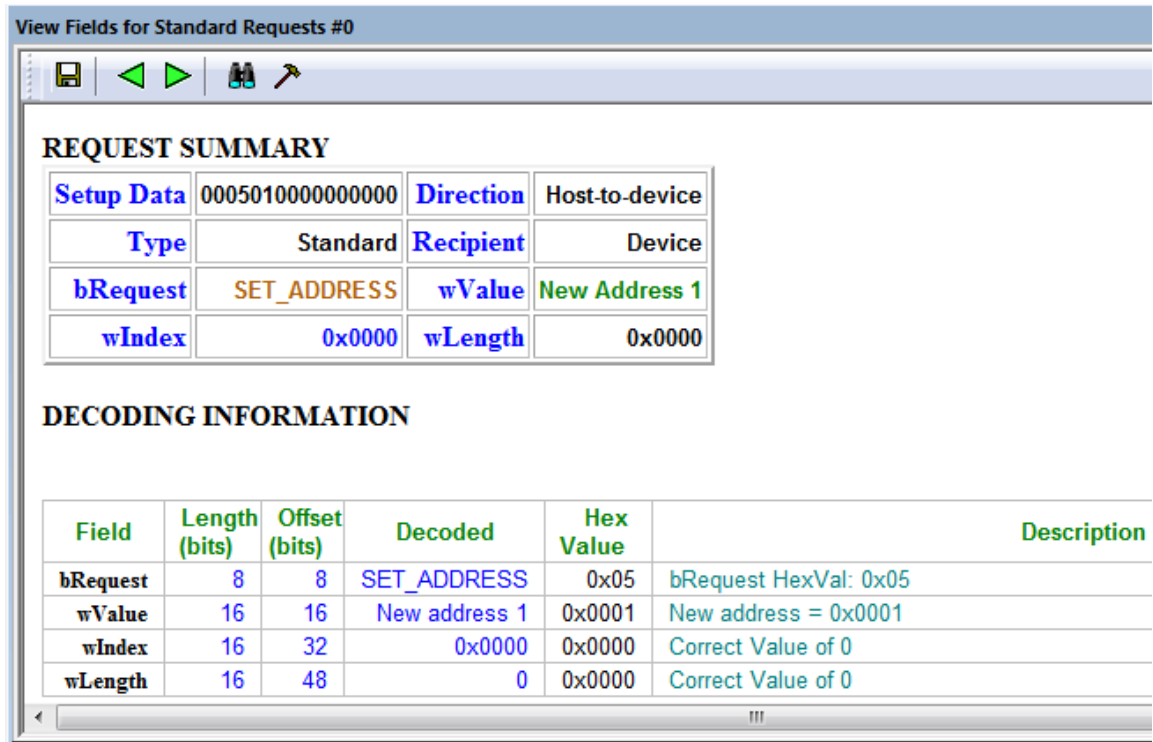 View Fields for Standard Requests #0
REQUEST SUMMARY
Setup Data 0005010000000000 Direction Host-to-device
Type Standard Recipient Device
bRequest SET_ADDRESS wValue New Address 1
wIndex 0x0000 wLength 0x0000
DECODING INFORMATION
Field Length (bits) Offset (bits) Decoded Hex Value Description
bRequest 8 8 SET_ADDRESS 0x05 bRequest HexVal: 0x05
wValue 16 16 New address 1 0x0001 New address = 0x0001
wIndex 16 32 0x0000 0x0000 Correct Value of 0
wLength 16 48 0 0x0000 Correct Value of 0